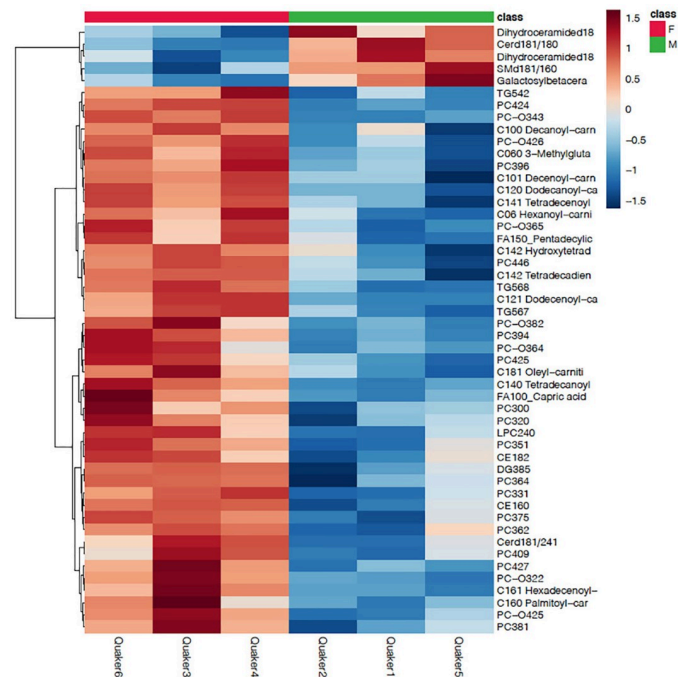 class
Dihydroceramided18
Cerd181/180
Dihydroceramided18
SMd181/160
Galactosylbetacera
TG542
PC424
PC-O343
C100 Decanoyl-carn
PC-O426
C060 3-Methylgluta
PC396
C101 Decenoyl-carn
C120 Dodecanoyl-ca
C141 Tetradecenoyl
C06 Hexanoyl-carni
PC-O365
FA150_Pentadecylic
C142 Hydroxytetrad
PC446
C142 Tetradecadien
TG568
C121 Dodecenoyl-ca
TG567
PC-O382
PC394
PC-O364
PC425
C181 Oleyl-carniti
C140 Tetradecanoyl
FA100_Capric acid
PC300
PC320
LPC240
PC351
CE182
DG385
PC364
PC331
CE160
PC375
PC362
Cerd181/241
PC409
PC427
PC-O322
C161 Hexadecenoyl-
C160 Palmitoyl-car
PC-O425
PC381
Quaker6
Quaker3
Quaker4
Quaker2
Quaker1
Quaker5
1.5
1
0.5
0
-0.5
-1
-1.5
class
F
M